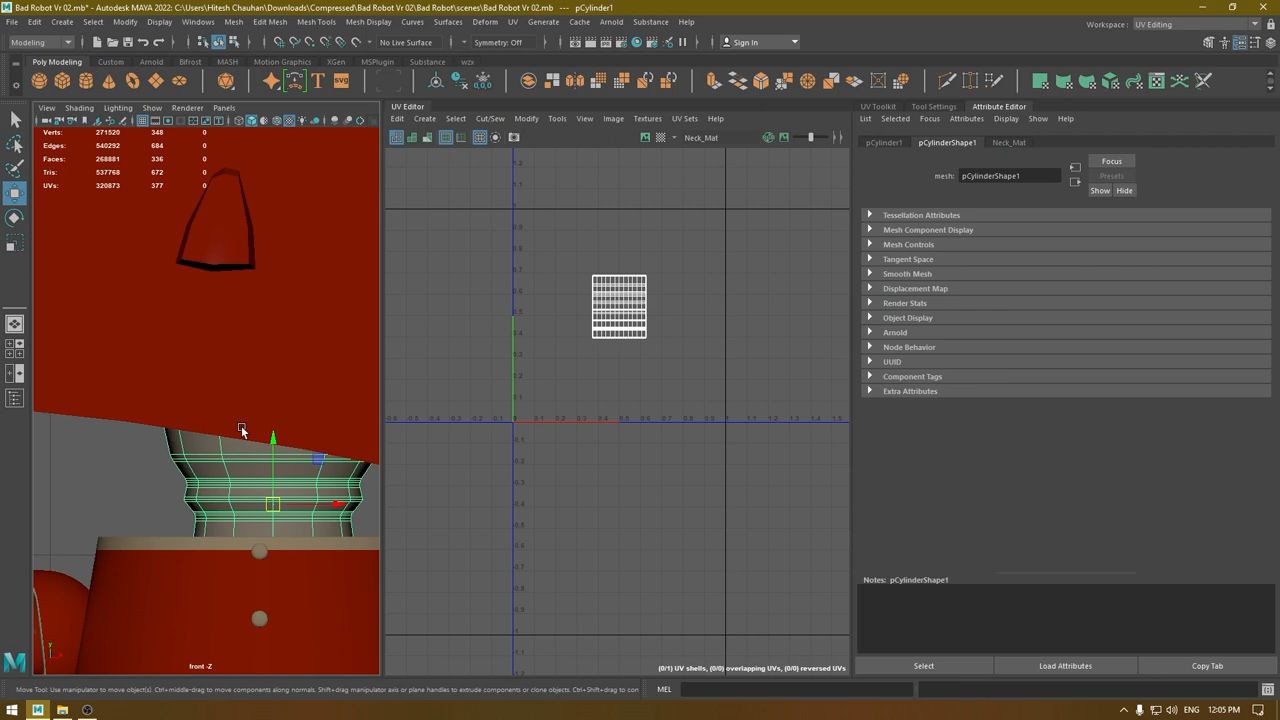 Bad Robot Vr 02.mb* - Autodesk MAYA 2022: C:\Users\Hitesh Chauhan\Downloads\Compressed\Bad Robot\Bad Robot\scenes\Bad Robot Vr 02.mb --- pCylinder1
File Edit Create Select Modify Display Windows Mesh Edit Mesh Mesh Tools Mesh Display Curves Surfaces Deform UV Generate Cache Arnold Substance Help
Workspace : UV Editing
Modeling No Live Surface Symmetry: Off Sign In
Poly Modeling Custom Arnold Bifrost MASH Motion Graphics XGen MSPlugin Substance wzx
View Shading Lighting Show Renderer Panels
UV Editor
UV Toolkit Tool Settings Attribute Editor
Edit Create Select Cut/Sew Modify Tools View Image Textures UV Sets Help
List Selected Focus Attributes Display Show Help
Verts: 271520 348 0
Edges: 540292 684 0
Faces: 268881 336 0
Tris: 537768 672 0
UVs: 320873 377 0
Neck_Mat
pCylinder1 pCylinderShape1 Neck_Mat
mesh: pCylinderShape1
Focus
Presets
Show Hide
Tessellation Attributes
Mesh Component Display
Mesh Controls
Tangent Space
Smooth Mesh
Displacement Map
Render Stats
Object Display
Arnold
Node Behavior
UUID
Component Tags
Extra Attributes
Notes: pCylinderShape1
front -Z
(0/1) UV shells, (0/0) overlapping UVs, (0/0) reversed UVs
Select Load Attributes Copy Tab
Move Tool: Use manipulator to move object(s). Ctrl+middle-drag to move components along normals. Shift+drag manipulator axis or plane handles to extrude components or clone objects. Ctrl+Shift+drag to con
MEL
ENG 12:05 PM